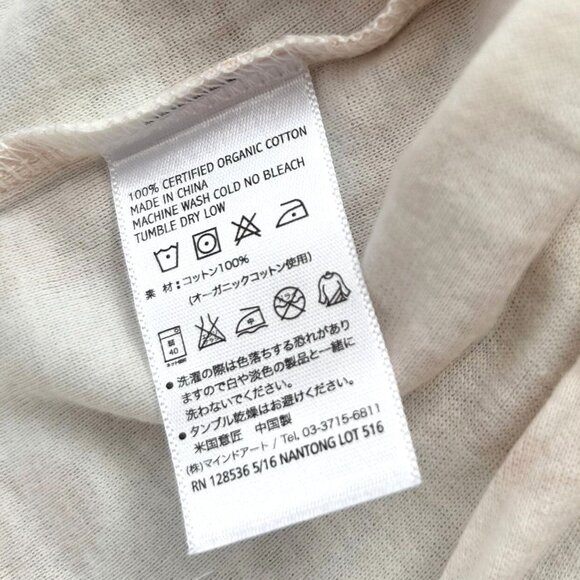 100% CERTIFIED ORGANIC COTTON
MADE IN CHINA
MACHINE WASH COLD NO BLEACH
TUMBLE DRY LOW
素材:コットン100%
(オーガニックコットン使用)
40
●洗濯の際は色落ちする恐れがあり
ますので白や淡色の製品と一緒に
洗わないでください。
●タンブル乾燥はお避けください。
米国意匠 中国製
(株)マインドアート / Tel. 03-3715-6811
RN 128536 5/16 NANTONG LOT 516